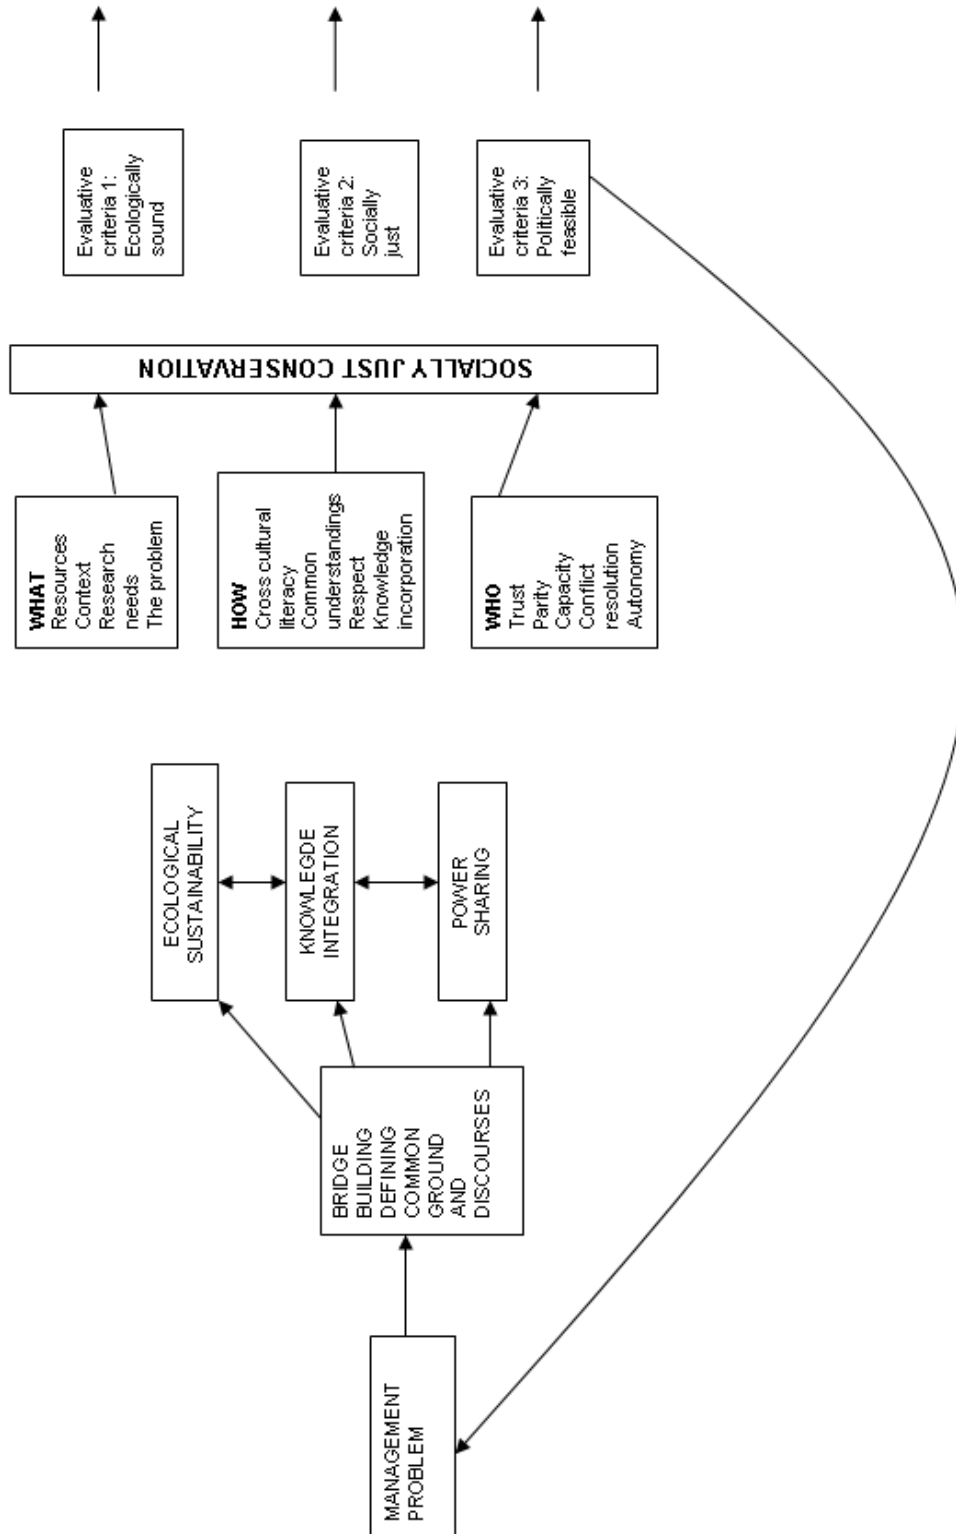 MANAGEMENT
PROBLEM
BRIDGE
BUILDING
DEFINING
COMMON
GROUND
AND
DISCOURSES
ECOLOGICAL
SUSTAINABILITY
KNOWLEGDE
INTEGRATION
POWER
SHARING
WHAT
Resources
Context
Research
needs
The problem
HOW
Cross cultural
literacy
Common
understandings
Respect
Knowledge
incorporation
WHO
Trust
Parity
Capacity
Conflict
resolution
Autonomy
SOCIALLY JUST CONSERVATION
Evaluative
criteria 1:
Ecologically
sound
Evaluative
criteria 2:
Socially
just
Evaluative
criteria 3:
Politically
feasible